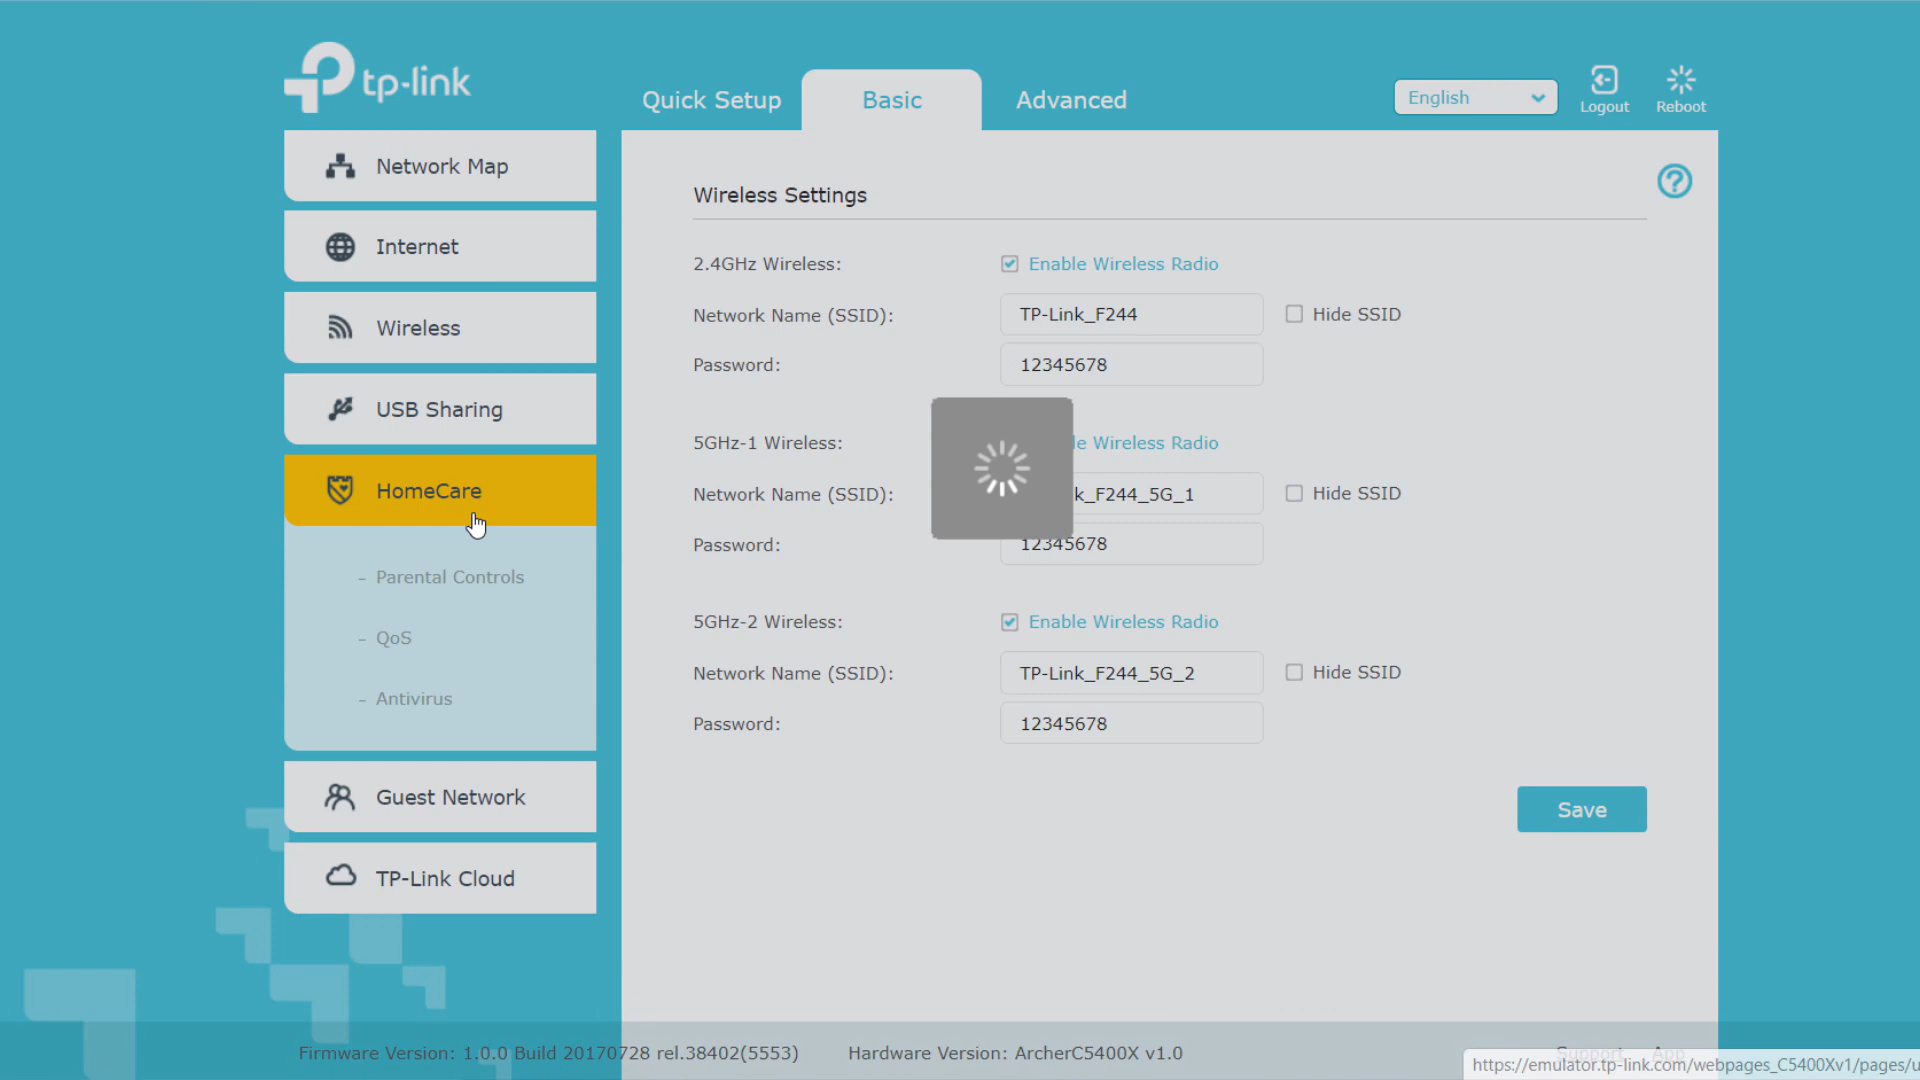 tp-link
Quick Setup
Basic
Advanced
English
Logout
Reboot
Network Map
Internet
Wireless
USB Sharing
HomeCare
- Parental Controls
- QoS
- Antivirus
Guest Network
TP-Link Cloud
Wireless Settings
2.4GHz Wireless: Enable Wireless Radio
Network Name (SSID): TP-Link_F244 Hide SSID
Password: 12345678
5GHz-1 Wireless: le Wireless Radio
Network Name (SSID): k_F244_5G_1 Hide SSID
Password: 12345678
5GHz-2 Wireless: Enable Wireless Radio
Network Name (SSID): TP-Link_F244_5G_2 Hide SSID
Password: 12345678
Save
Firmware Version: 1.0.0 Build 20170728 rel.38402(5553) Hardware Version: ArcherC5400X v1.0
Support App
https://emulator.tp-link.com/webpages_C5400Xv1/pages/u